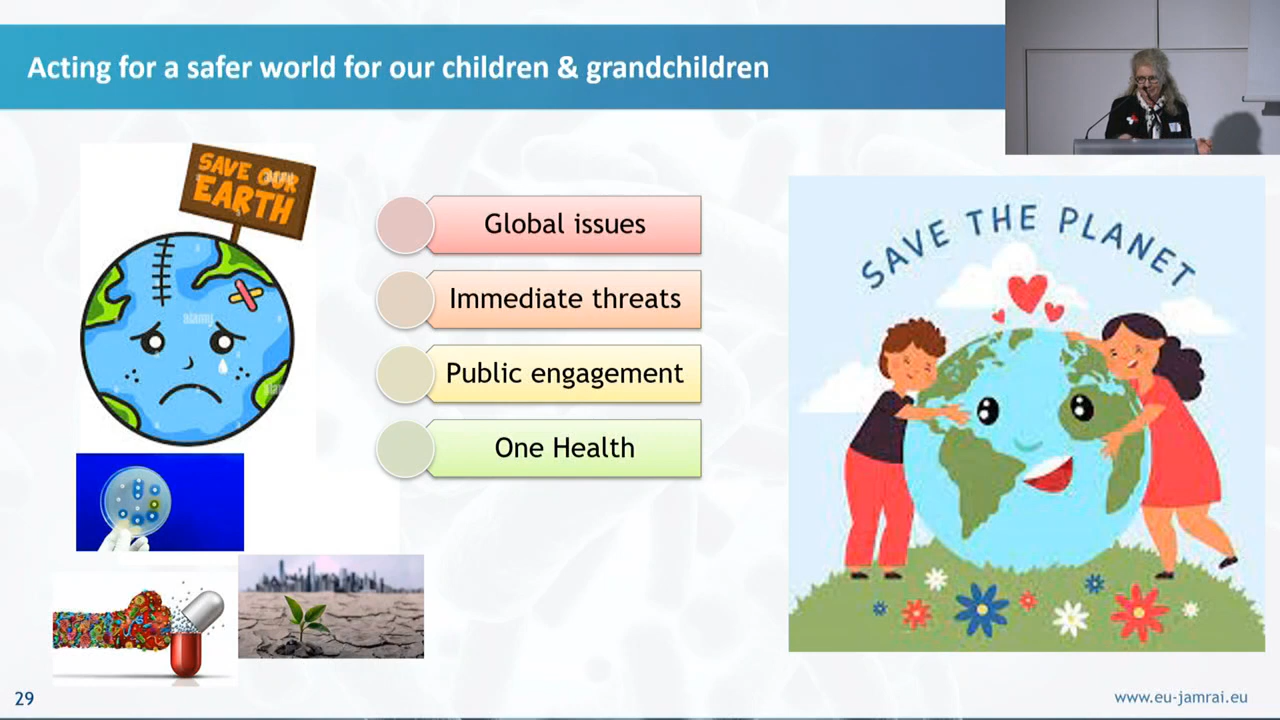 Acting for a safer world for our children & grandchildren
SAVE OUR
EARTH
alamy
Global issues
Immediate threats
Public engagement
One Health
SAVE THE PLANET
29
www.eu-jamrai.eu